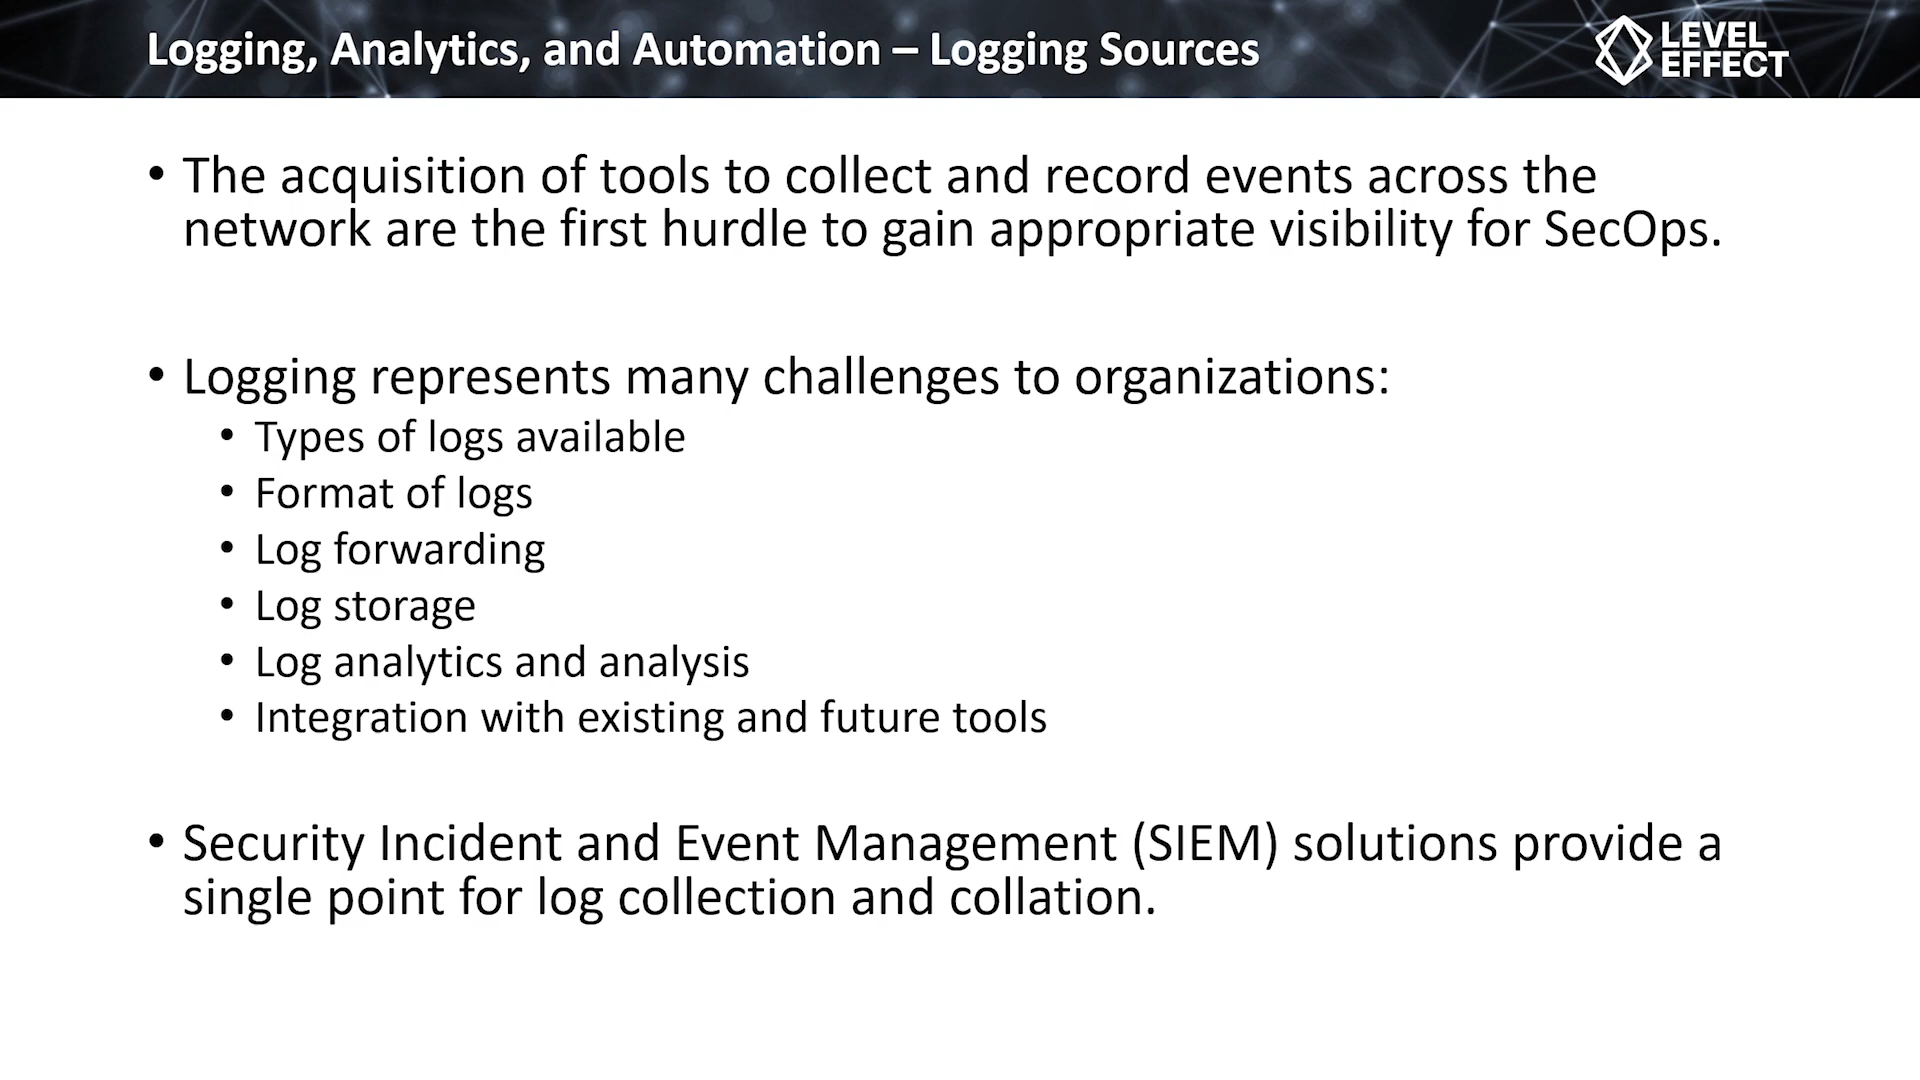 Logging, Analytics, and Automation – Logging Sources
LEVEL
EFFECT
• The acquisition of tools to collect and record events across the
network are the first hurdle to gain appropriate visibility for SecOps.
• Logging represents many challenges to organizations:
• Types of logs available
• Format of logs
• Log forwarding
• Log storage
• Log analytics and analysis
• Integration with existing and future tools
• Security Incident and Event Management (SIEM) solutions provide a
single point for log collection and collation.